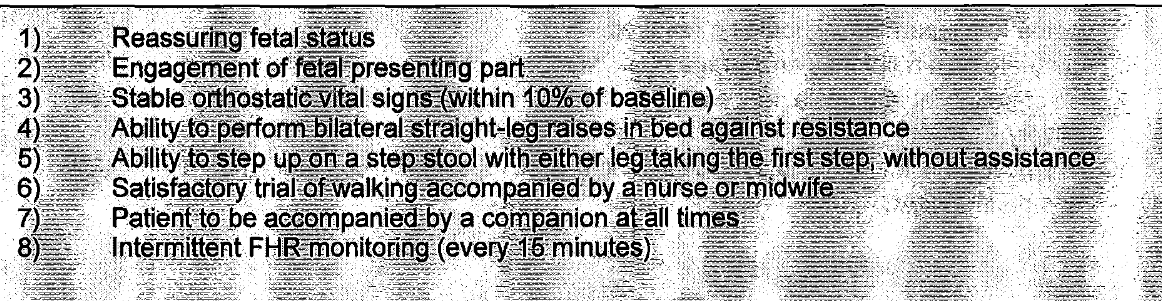 1) Reassuring fetal status
2) Engagement of fetal presenting part
3) Stable orthostatic vital signs (within 10% of baseline)
4) Ability to perform bilateral straight-leg raises in bed against resistance
5) Ability to step up on a step stool with either leg taking the first step, without assistance
6) Satisfactory trial of walking accompanied by a nurse or midwife
7) Patient to be accompanied by a companion at all times
8) Intermittent FHR monitoring (every 15 minutes)